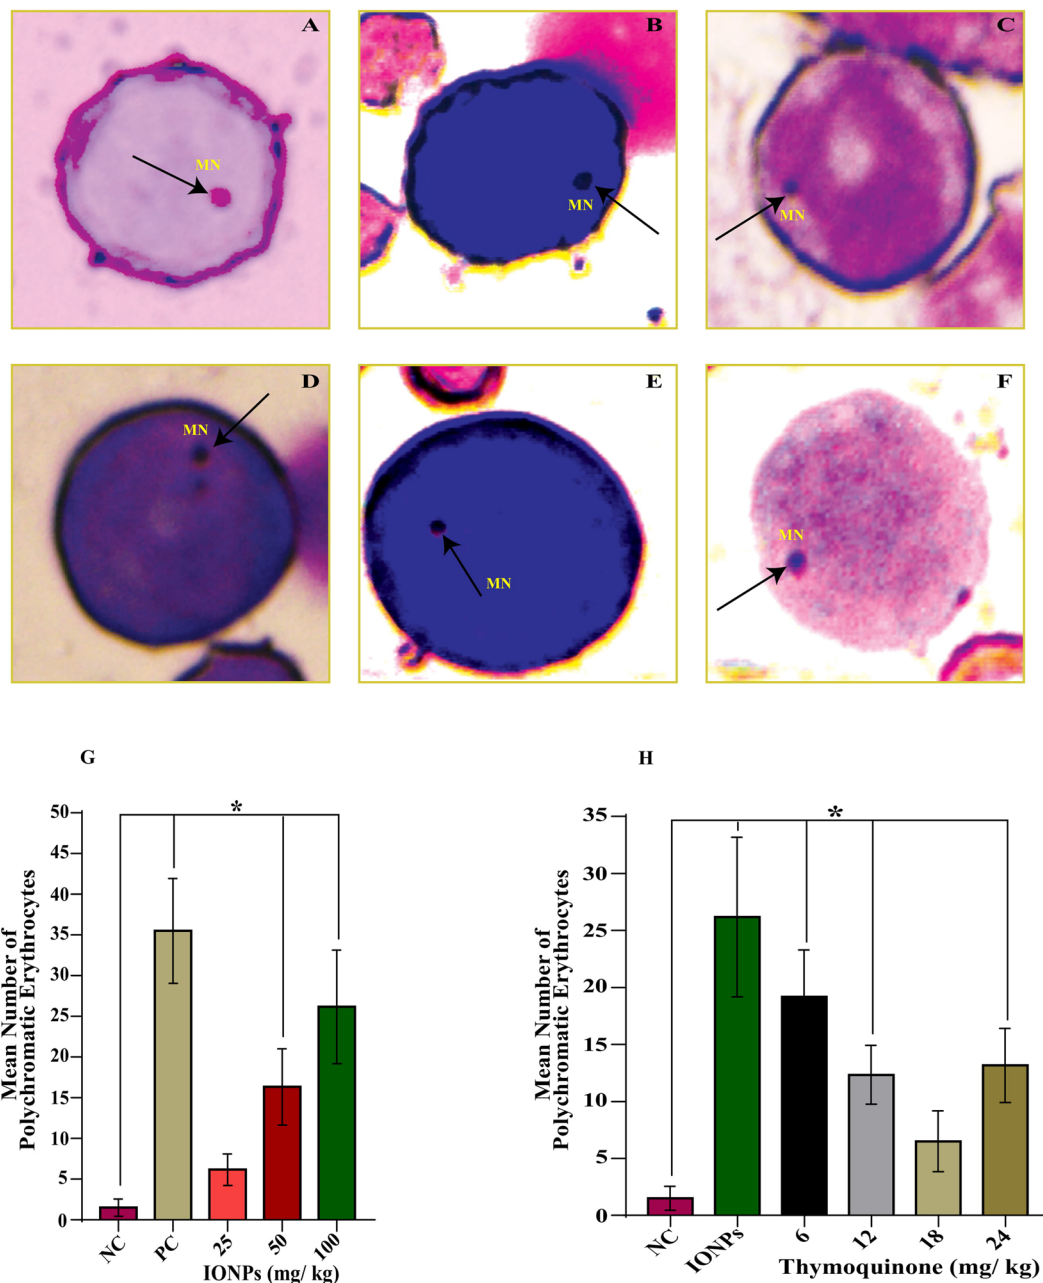 A
MN
B
MN
C
MN
D
MN
E
MN
F
MN
G
50
45
40
35
30
25
20
15
10
5
0
Mean Number of
Polychromatic Erythrocytes
*
NC
PC
25
50
100
IONPs (mg/ kg)
H
35
30
25
20
15
10
5
0
Mean Number of
Polychromatic Erythrocytes
*
NC
IONPs
6
12
18
24
Thymoquinone (mg/ kg)